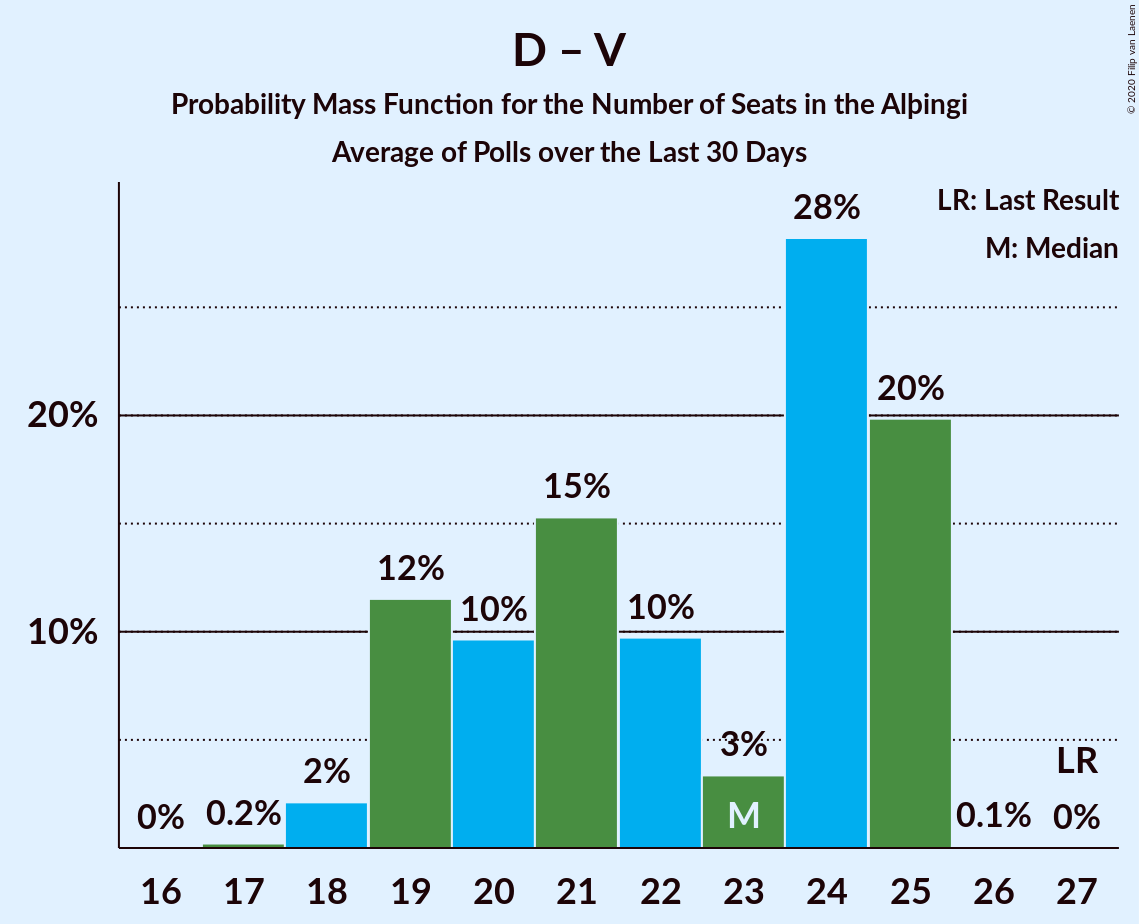 D – V
Probability Mass Function for the Number of Seats in the Alþingi
Average of Polls over the Last 30 Days
© 2020 Filip van Laenen
LR: Last Result
M: Median
20%
10%
0%
0.2%
2%
12%
10%
15%
10%
3%
28%
20%
0.1%
0%
LR
M
16 17 18 19 20 21 22 23 24 25 26 27